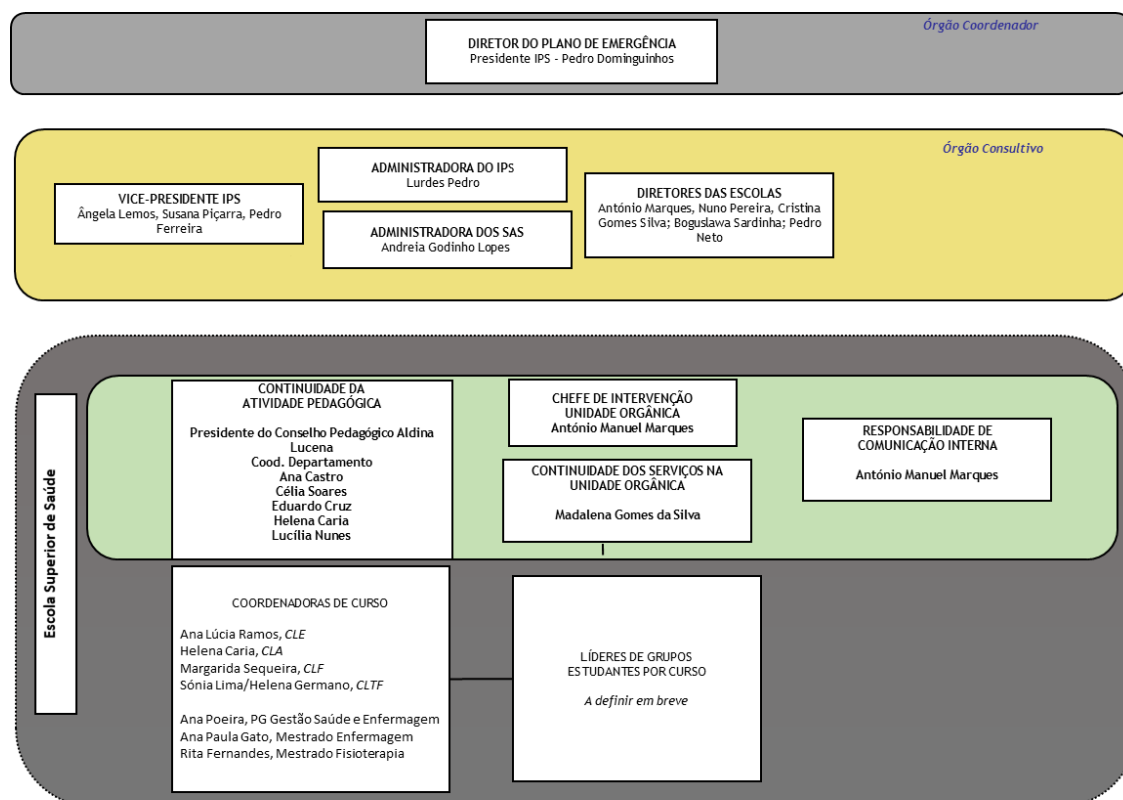 Órgão Coordenador
DIRETOR DO PLANO DE EMERGÊNCIA
Presidente IPS - Pedro Dominguinhos
Órgão Consultivo
ADMINISTRADORA DO IPS
Lurdes Pedro
VICE-PRESIDENTE IPS
Ângela Lemos, Susana Piçarra, Pedro
Ferreira
DIRETORES DAS ESCOLAS
António Marques, Nuno Pereira, Cristina
Gomes Silva; Boguslawa Sardinha; Pedro
Neto
ADMINISTRADORA DOS SAS
Andreia Godinho Lopes
Escola Superior de Saúde
CONTINUIDADE DA
ATIVIDADE PEDAGÓGICA
Presidente do Conselho Pedagógico Aldina
Lucena
Cood. Departamento
Ana Castro
Célia Soares
Eduardo Cruz
Helena Caria
Lucília Nunes
CHEFE DE INTERVENÇÃO
UNIDADE ORGÂNICA
António Manuel Marques
CONTINUIDADE DOS SERVIÇOS NA
UNIDADE ORGÂNICA
Madalena Gomes da Silva
RESPONSABILIDADE DE
COMUNICAÇÃO INTERNA
António Manuel Marques
COORDENADORAS DE CURSO
Ana Lúcia Ramos, CLE
Helena Caria, CLA
Margarida Sequeira, CLF
Sónia Lima/Helena Germano, CLTF
Ana Poeira, PG Gestão Saúde e Enfermagem
Ana Paula Gato, Mestrado Enfermagem
Rita Fernandes, Mestrado Fisioterapia
LÍDERES DE GRUPOS
ESTUDANTES POR CURSO
A definir em breve